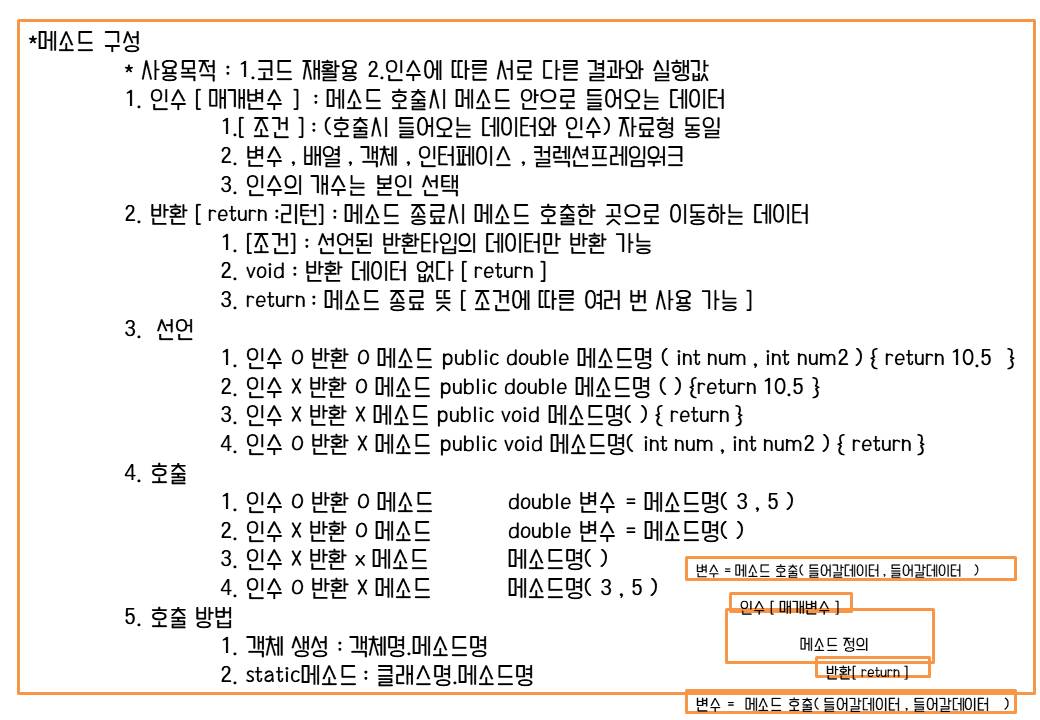 *메소드 구성
* 사용목적 : 1.코드 재활용 2.인수에 따른 서로 다른 결과와 실행값
1. 인수 [ 매개변수 ] : 메소드 호출시 메소드 안으로 들어오는 데이터
1.[ 조건 ] : (호출시 들어오는 데이터와 인수) 자료형 동일
2. 변수 , 배열 , 객체 , 인터페이스 , 컬렉션프레임워크
3. 인수의 개수는 본인 선택
2. 반환 [ return :리턴] : 메소드 종료시 메소드 호출한 곳으로 이동하는 데이터
1. [조건] : 선언된 반환타입의 데이터만 반환 가능
2. void : 반환 데이터 없다 [ return ]
3. return : 메소드 종료 뜻 [ 조건에 따른 여러 번 사용 가능 ]
3. 선언
1. 인수 O 반환 O 메소드 public double 메소드명 ( int num , int num2 ) { return 10.5 }
2. 인수 X 반환 O 메소드 public double 메소드명 ( ) {return 10.5 }
3. 인수 X 반환 X 메소드 public void 메소드명( ) { return }
4. 인수 O 반환 X 메소드 public void 메소드명( int num , int num2 ) { return }
4. 호출
1. 인수 O 반환 O 메소드 double 변수 = 메소드명( 3 , 5 )
2. 인수 X 반환 O 메소드 double 변수 = 메소드명( )
3. 인수 X 반환 x 메소드 메소드명( )
4. 인수 O 반환 X 메소드 메소드명( 3 , 5 )
5. 호출 방법
1. 객체 생성 : 객체명.메소드명
2. static메소드 : 클래스명.메소드명
변수 = 메소드 호출( 들어갈데이터 , 들어갈데이터 )
인수 [ 매개변수 ]
메소드 정의
반환[ return ]
변수 = 메소드 호출( 들어갈데이터 , 들어갈데이터 )